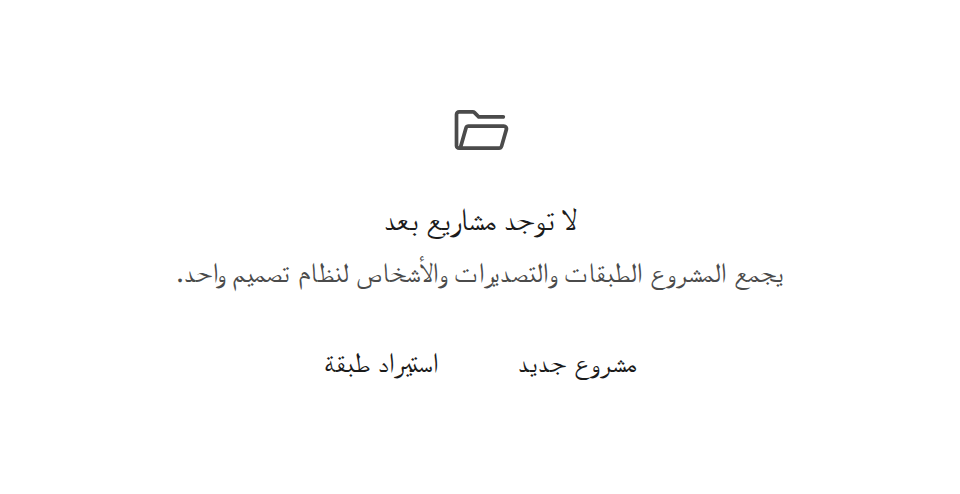 لا توجد مشاريع بعد
يجمع المشروع الطبقات والتصديرات والأشخاص لنظام تصميم واحد.
مشروع جديد
استيراد طبقة